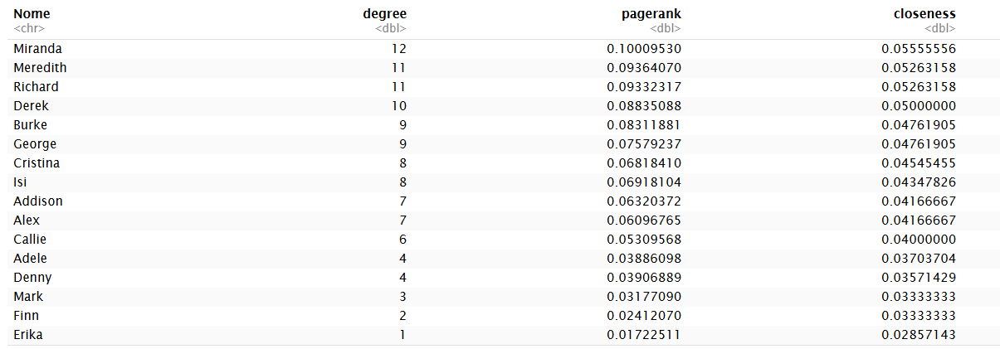 Nome degree pagerank closeness
<chr> <dbl> <dbl> <dbl>
Miranda 12 0.10009530 0.05555556
Meredith 11 0.09364070 0.05263158
Richard 11 0.09332317 0.05263158
Derek 10 0.08835088 0.05000000
Burke 9 0.08311881 0.04761905
George 9 0.07579237 0.04761905
Cristina 8 0.06818410 0.04545455
Isi 8 0.06918104 0.04347826
Addison 7 0.06320372 0.04166667
Alex 7 0.06096765 0.04166667
Callie 6 0.05309568 0.04000000
Adele 4 0.03886098 0.03703704
Denny 4 0.03906889 0.03571429
Mark 3 0.03177090 0.03333333
Finn 2 0.02412070 0.03333333
Erika 1 0.01722511 0.02857143